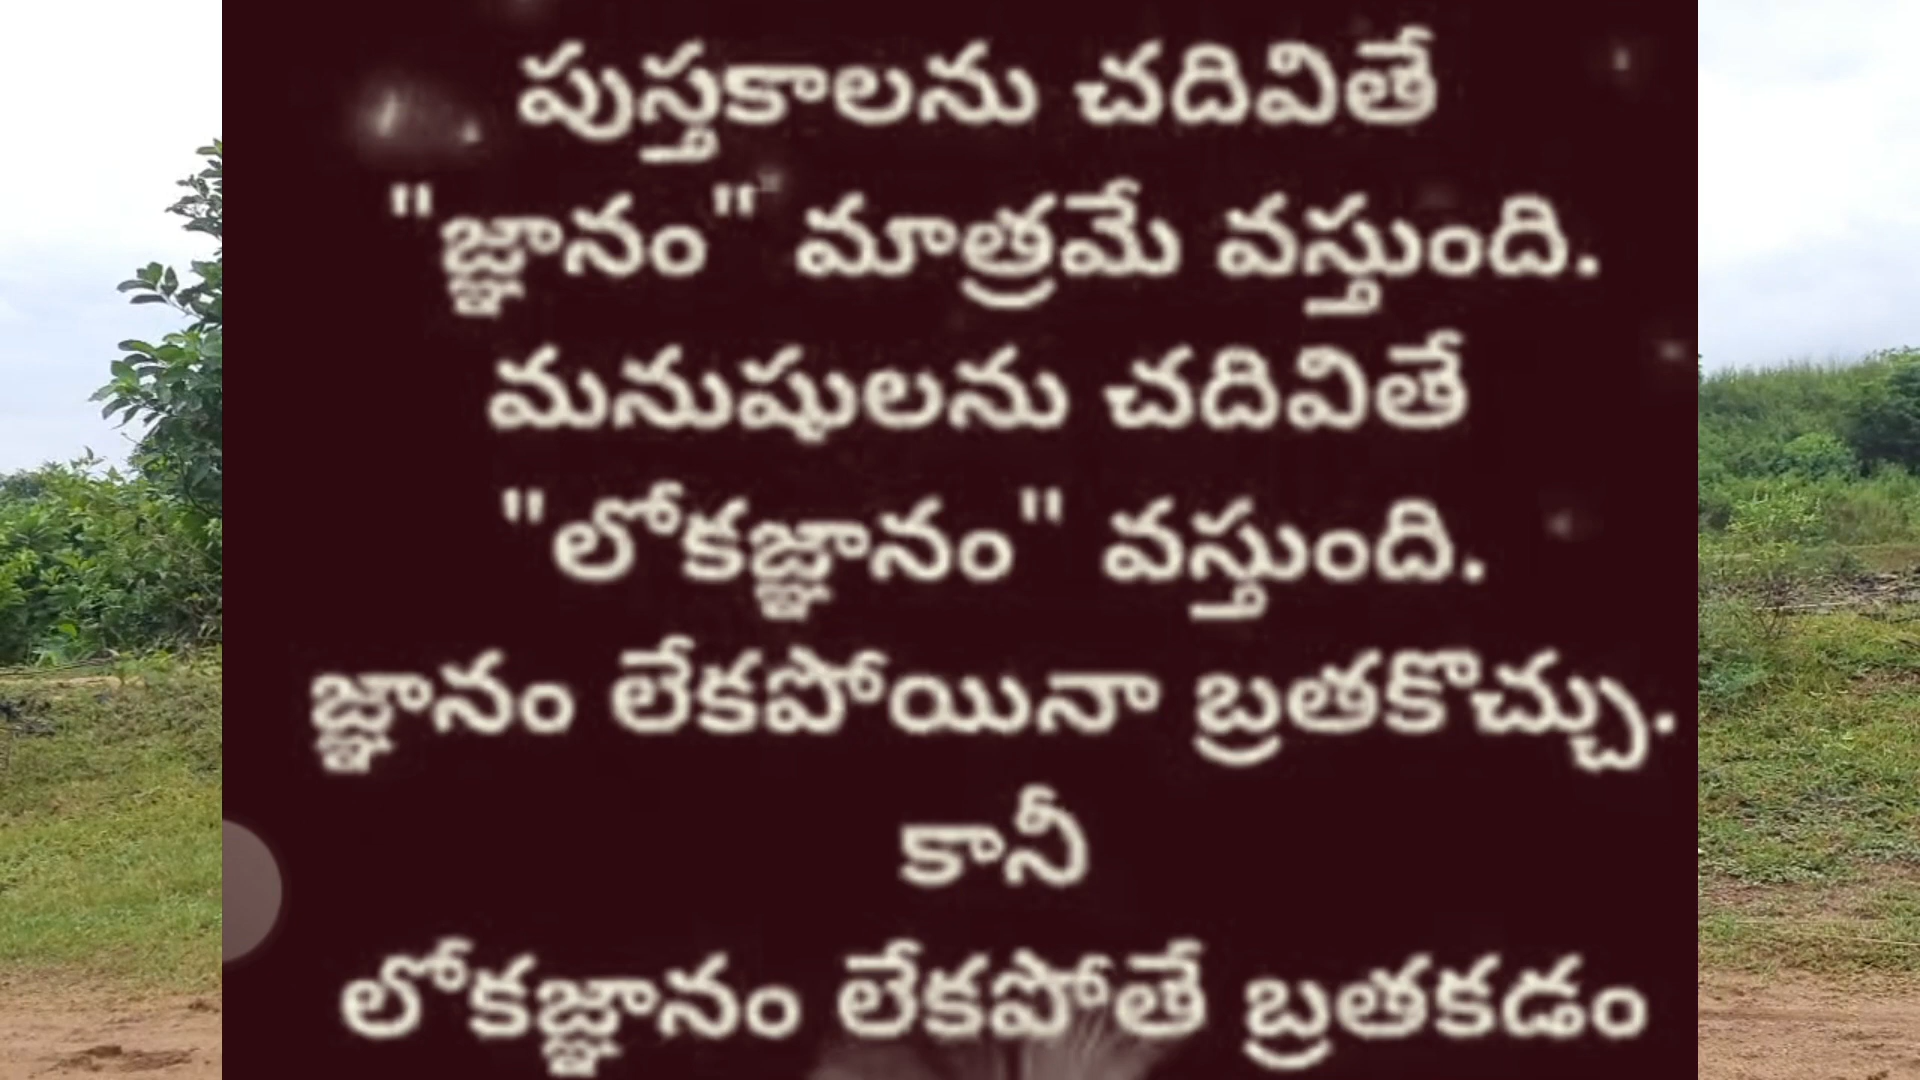 పుస్తకాలను చదివితే
"జ్ఞానం" మాత్రమే వస్తుంది.
మనుషులను చదివితే
"లోకజ్ఞానం" వస్తుంది.
జ్ఞానం లేకపోయినా బ్రతకొచ్చు.
కానీ
లోకజ్ఞానం లేకపోతే బ్రతకడం